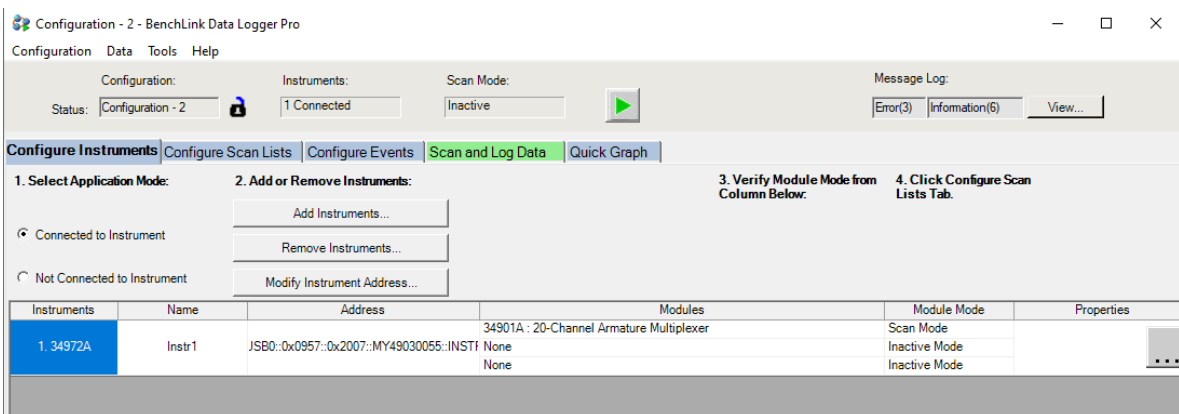 Configuration - 2 - BenchLink Data Logger Pro
Configuration Data Tools Help
Configuration: Instruments: Scan Mode: Message Log:
Status: Configuration - 2 1 Connected Inactive Error(3) Information(6) View...
Configure Instruments Configure Scan Lists Configure Events Scan and Log Data Quick Graph
1. Select Application Mode: 2. Add or Remove Instruments: 3. Verify Module Mode from 4. Click Configure Scan
Column Below: Lists Tab.
Add Instruments...
Connected to Instrument
Remove Instruments...
Not Connected to Instrument
Modify Instrument Address...
Instruments Name Address Modules Module Mode Properties
34901A : 20-Channel Armature Multiplexer Scan Mode
1. 34972A Instr1 JSB0::0x0957::0x2007::MY49030055::INSTF None Inactive Mode ...
None Inactive Mode